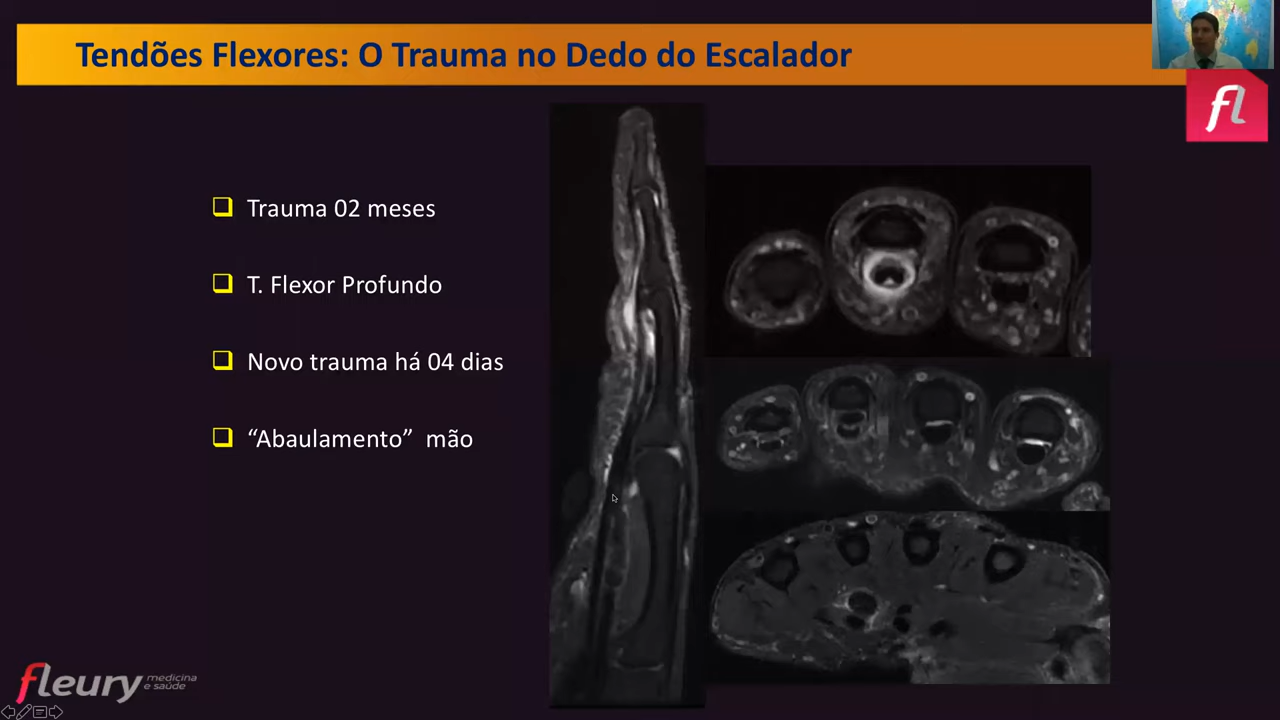 Tendões Flexores: O Trauma no Dedo do Escalador
fl
Trauma 02 meses
T. Flexor Profundo
Novo trauma há 04 dias
“Abaulamento” mão
fleury medicina
e saúde